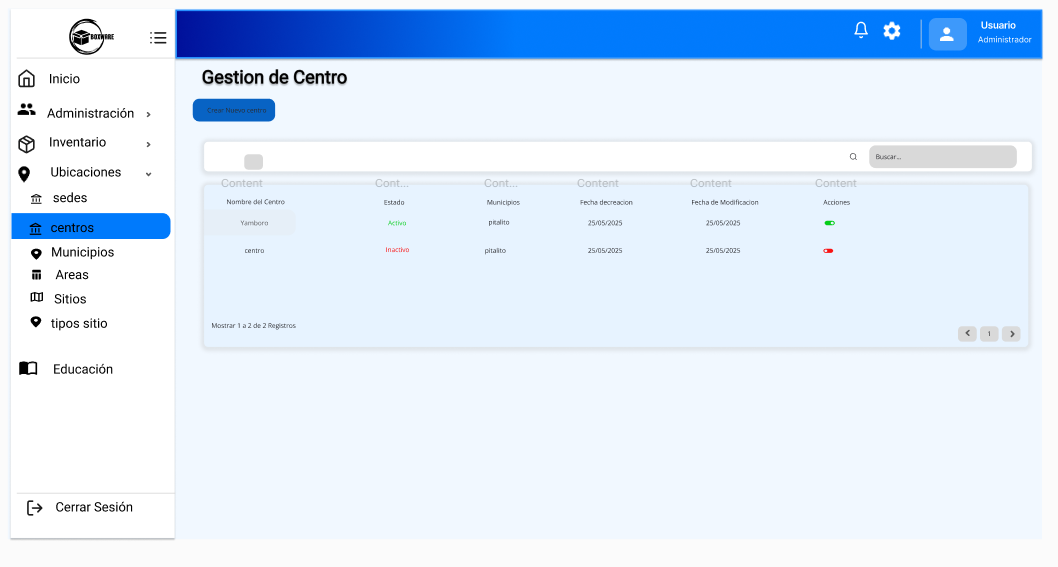 BOXWARE
Usuario
Administrador
Inicio
Administración
Inventario
Ubicaciones
sedes
centros
Municipios
Areas
Sitios
tipos sitio
Educación
Cerrar Sesión
Gestion de Centro
Crear Nuevo centro
Buscar...
Content Cont... Cont... Content Content Content
Nombre del Centro Estado Municipios Fecha decreacion Fecha de Modificacion Acciones
Yamboro Activo pitalito 25/05/2025 25/05/2025
centro Inactivo pitalito 25/05/2025 25/05/2025
Mostrar 1 a 2 de 2 Registros
1